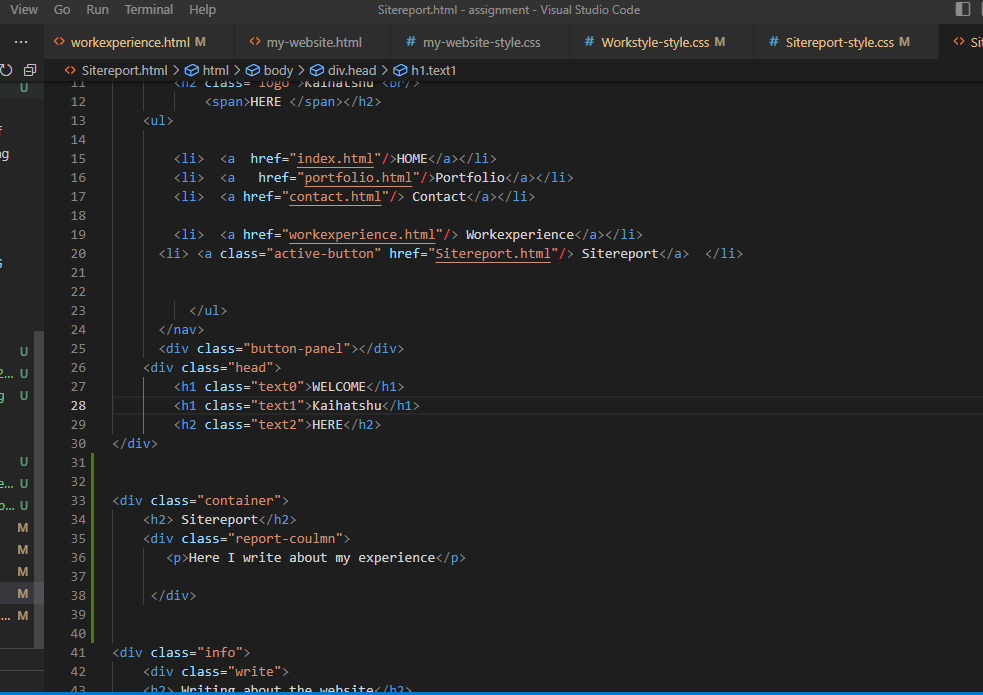 View Go Run Terminal Help Sitereport.html - assignment - Visual Studio Code
... <> workexperience.html M <> my-website.html # my-website-style.css # Workstyle-style.css M # Sitereport-style.css M <> Sit
<> Sitereport.html > html > body > div.head > h1.text1
11 <h2 class="logo">Kaihatshu <br/>
12 <span>HERE </span></h2>
13 <ul>
14
15 <li> <a  href="index.html"/>HOME</a></li>
16 <li> <a   href="portfolio.html"/>Portfolio</a></li>
17 <li> <a href="contact.html"/> Contact</a></li>
18
19 <li> <a href="workexperience.html"/> Workexperience</a></li>
20 <li> <a class="active-button" href="Sitereport.html"/> Sitereport</a>  </li>
21
22
23 </ul>
24 </nav>
25 <div class="button-panel"></div>
26 <div class="head">
27 <h1 class="text0">WELCOME</h1>
28 <h1 class="text1">Kaihatshu</h1>
29 <h2 class="text2">HERE</h2>
30 </div>
31
32
33 <div class="container">
34 <h2> Sitereport</h2>
35 <div class="report-coulmn">
36 <p>Here I write about my experience</p>
37
38 </div>
39
40
41 <div class="info">
42 <div class="write">
43 <h2> Writing about the website</h2>